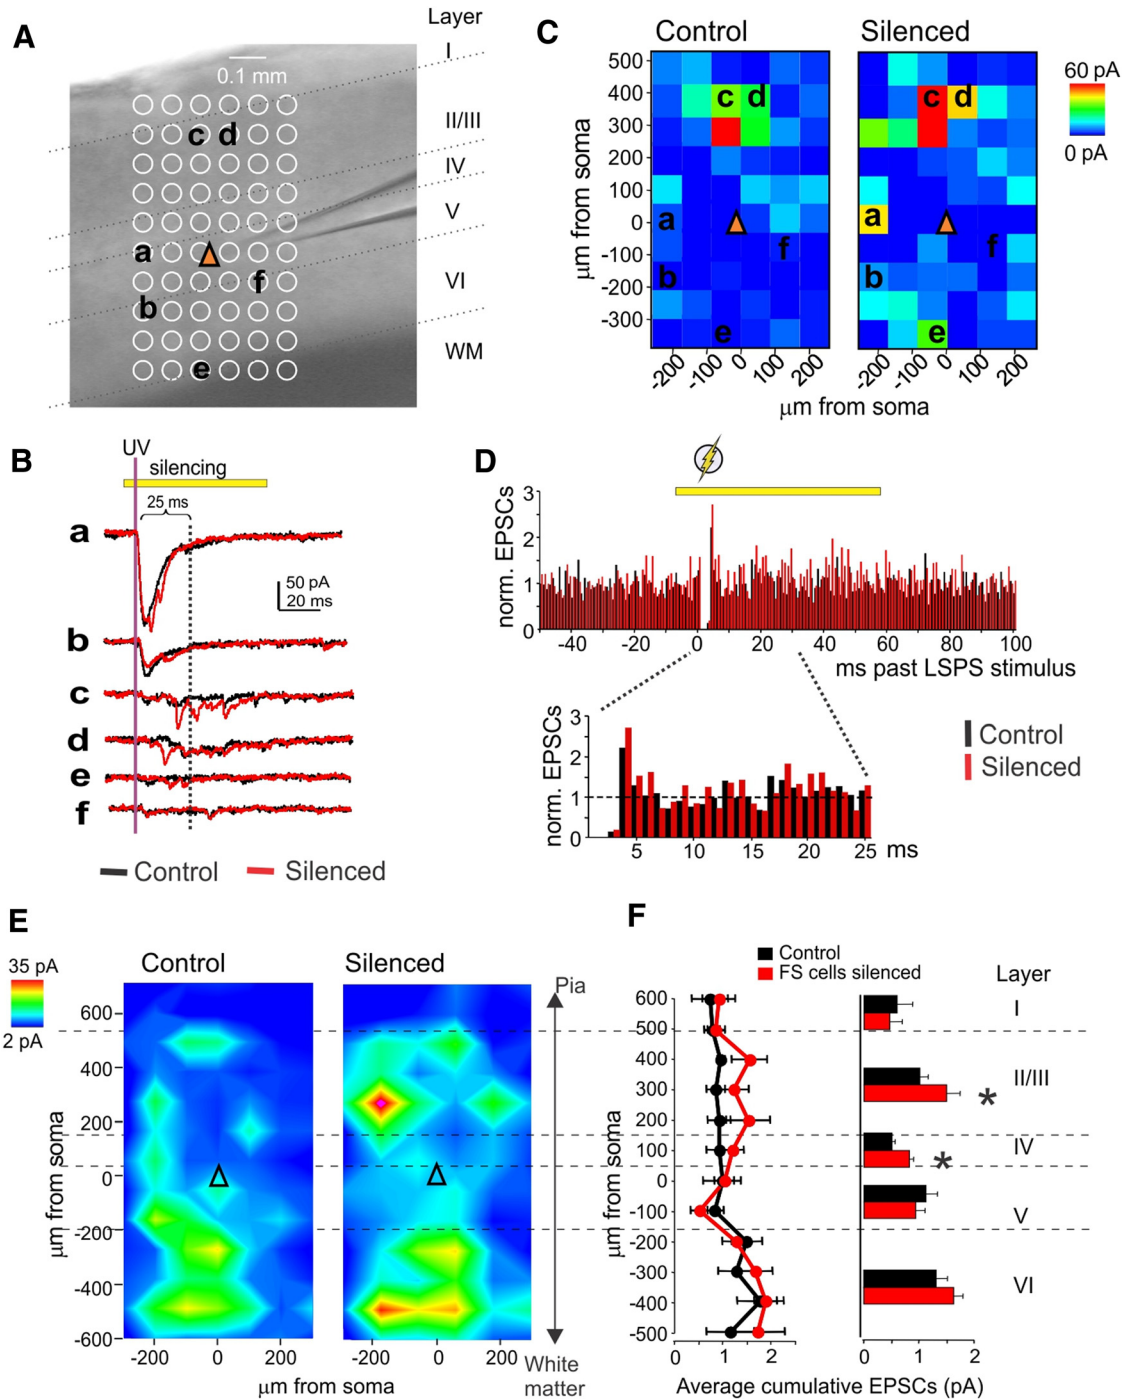 A
Layer
I
0.1 mm
II/III
IV
V
VI
WM
c d
a
f
b
e
C
Control
Silenced
500
400
300
200
100
0
-100
-200
-300
μm from soma
c d
a
f
b
e
c d
a
f
b
e
60 pA
0 pA
-200 -100 0 100 200
-200 -100 0 100 200
μm from soma
B
UV
silencing
25 ms
a
50 pA
20 ms
b
c
d
e
f
Control
Silenced
D
norm. EPSCs
3
2
1
0
-40 -20 0 20 40 60 80 100
ms past LSPS stimulus
norm. EPSCs
3
2
1
0
5 10 15 20 25 ms
Control
Silenced
E
35 pA
2 pA
Control
Silenced
Pia
600
400
200
0
-200
-400
-600
μm from soma
-200 0 200
-200 0 200
μm from soma
White
matter
F
Control
FS cells silenced
Layer
600
500
400
300
200
100
0
-100
-200
-300
-400
-500
μm from soma
I
II/III
*
IV
*
V
VI
0 1 2
0 1 2
Average cumulative EPSCs (pA)